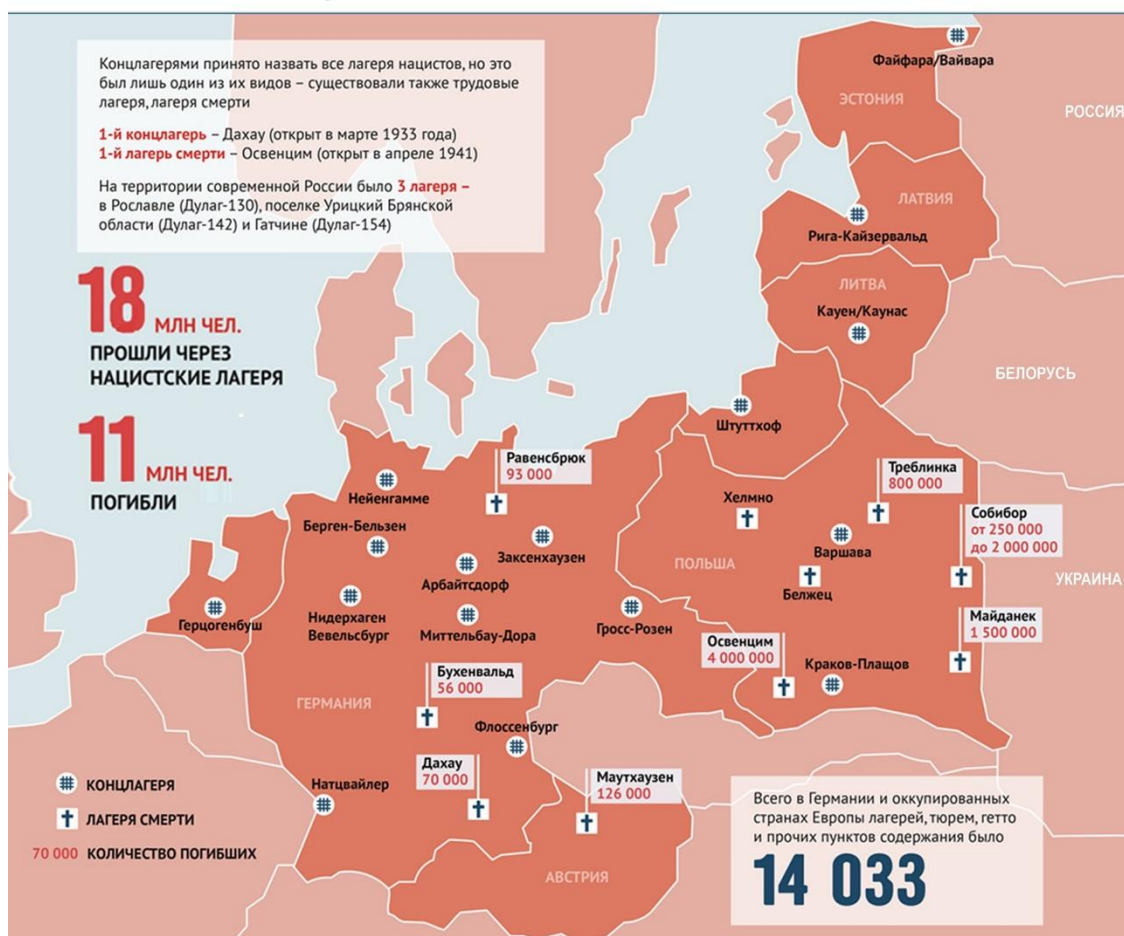 Концлагерями принято назвать все лагеря нацистов, но это
был лишь один из их видов – существовали также трудовые
лагеря, лагеря смерти
1-й концлагерь – Дахау (открыт в марте 1933 года)
1-й лагерь смерти – Освенцим (открыт в апреле 1941)
На территории современной России было 3 лагеря –
в Рославле (Дулаг-130), поселке Урицкий Брянской
области (Дулаг-142) и Гатчине (Дулаг-154)
18 МЛН ЧЕЛ.
ПРОШЛИ ЧЕРЕЗ
НАЦИСТСКИЕ ЛАГЕРЯ
11 МЛН ЧЕЛ.
ПОГИБЛИ
Файфара/Вайвара
ЭСТОНИЯ
РОССИЯ
ЛАТВИЯ
Рига-Кайзервальд
ЛИТВА
Кауен/Каунас
БЕЛОРУСЬ
Штуттхоф
Равенсбрюк
93 000
Нейенгамме
Берген-Бельзен
Заксенхаузен
Арбайтсдорф
Герцогенбуш
Нидерхаген
Вевельсбург
Миттельбау-Дора
Гросс-Розен
Хелмно
Треблинка
800 000
Собибор
от 250 000
до 2 000 000
Варшава
ПОЛЬША
Белжец
УКРАИНА
Майданек
1 500 000
Освенцим
4 000 000
Краков-Плащов
Бухенвальд
56 000
ГЕРМАНИЯ
Флоссенбург
Дахау
70 000
Натцвайлер
Маутхаузен
126 000
АВСТРИЯ
КОНЦЛАГЕРЯ
ЛАГЕРЯ СМЕРТИ
70 000 КОЛИЧЕСТВО ПОГИБШИХ
Всего в Германии и оккупированных
странах Европы лагерей, тюрем, гетто
и прочих пунктов содержания было
14 033